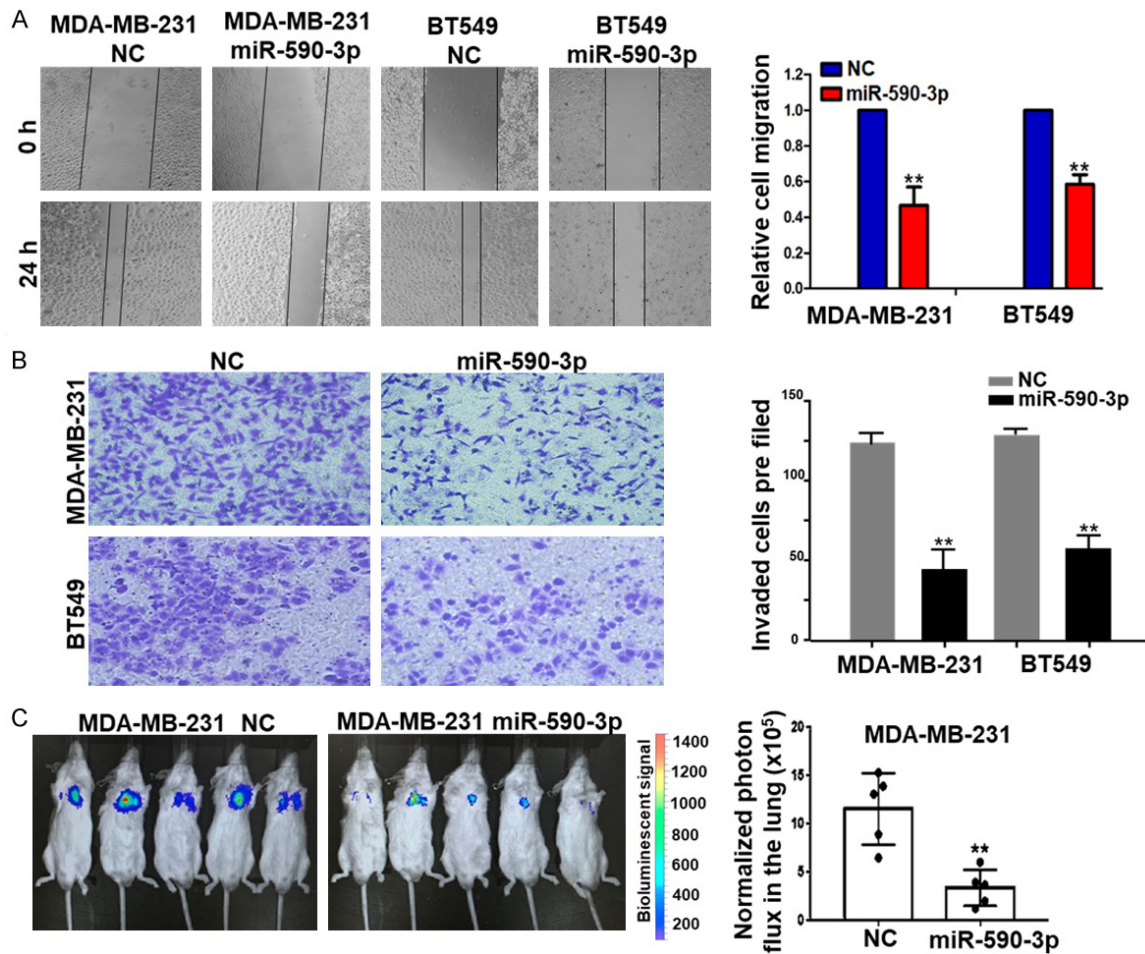 A
MDA-MB-231
NC
MDA-MB-231
miR-590-3p
BT549
NC
BT549
miR-590-3p
0 h
24 h
Relative cell migration
1.2
1.0
0.8
0.6
0.4
0.2
0.0
NC
miR-590-3p
**
**
MDA-MB-231
BT549
B
NC
miR-590-3p
MDA-MB-231
BT549
Invaded cells pre filed
150
100
50
0
NC
miR-590-3p
**
**
MDA-MB-231
BT549
C
MDA-MB-231 NC
MDA-MB-231 miR-590-3p
Bioluminescent signal
1400
1200
1000
800
600
400
200
Normalized photon
flux in the lung (x10⁵)
20
15
10
5
0
MDA-MB-231
**
NC
miR-590-3p